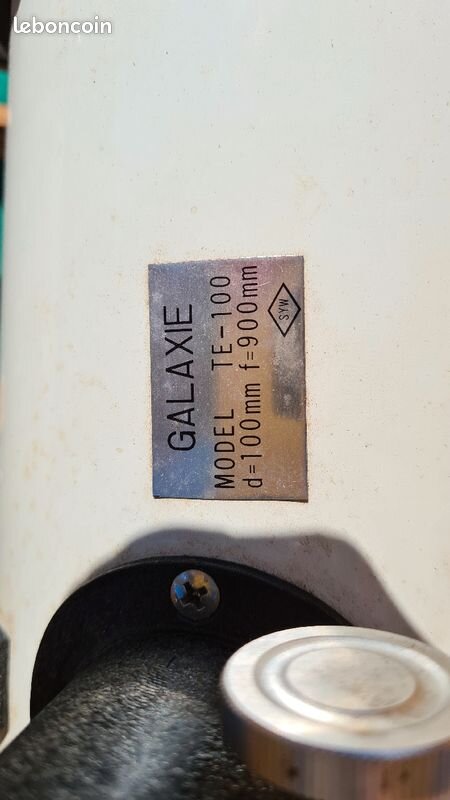 leboncoin
GALAXIE
MODEL TE-100
d=100mm f=900mm
SYW